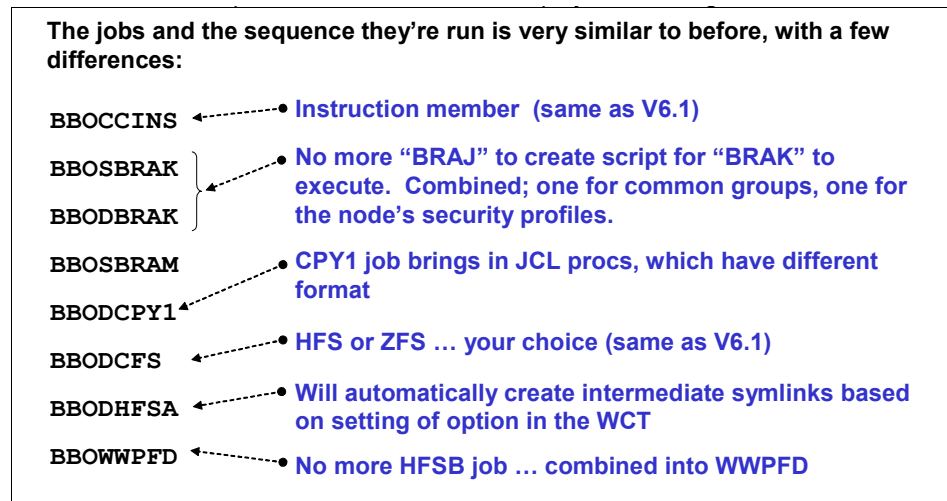 The jobs and the sequence they're run is very similar to before, with a few
differences:
BBOCCINS
Instruction member (same as V6.1)
BBOSBRAK
BBODBRAK
No more “BRAJ” to create script for “BRAK” to
execute. Combined; one for common groups, one for
the node's security profiles.
BBOSBRAM
BBODCPY1
CPY1 job brings in JCL procs, which have different
format
BBODCFS
HFS or ZFS … your choice (same as V6.1)
BBODHFSA
Will automatically create intermediate symlinks based
on setting of option in the WCT
BBOWWPFD
No more HFSB job … combined into WWPFD